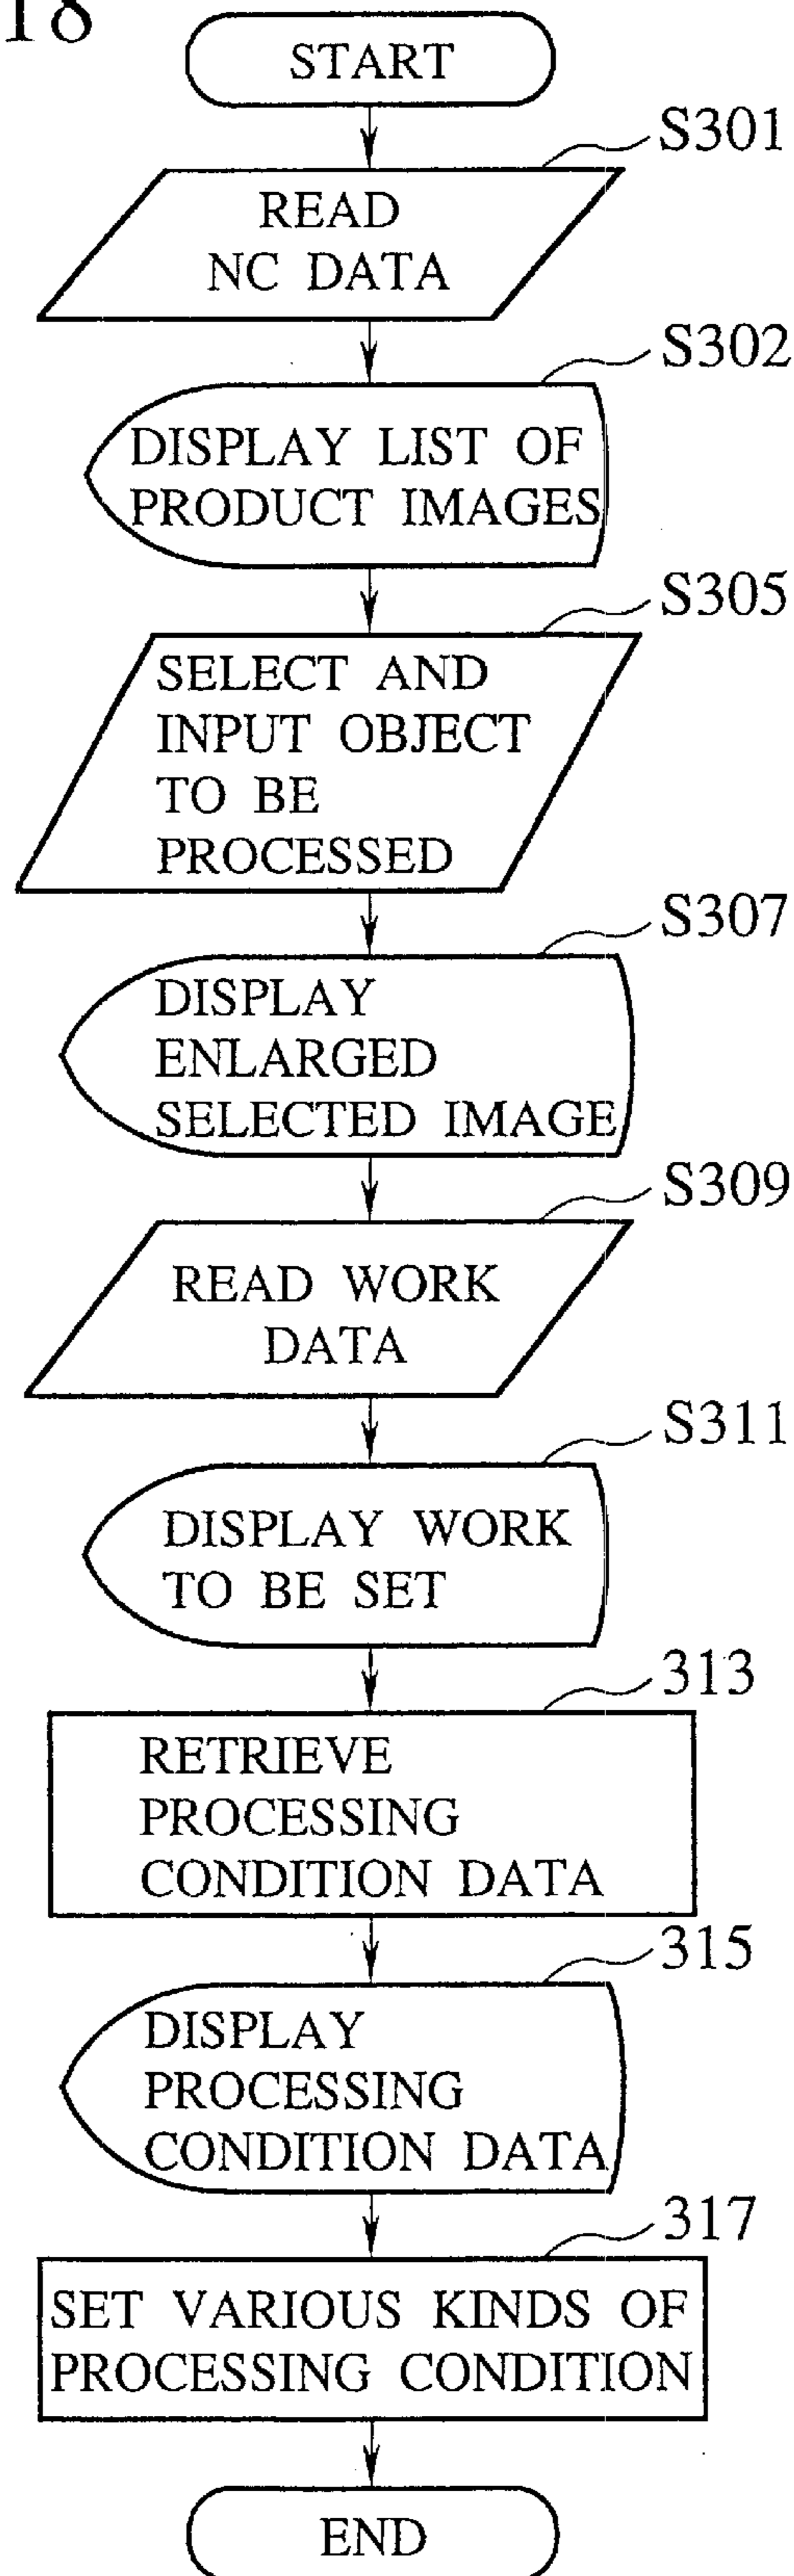 18
START
S301
READ
NC DATA
S302
DISPLAY LIST OF
PRODUCT IMAGES
S305
SELECT AND
INPUT OBJECT
TO BE
PROCESSED
S307
DISPLAY
ENLARGED
SELECTED IMAGE
S309
READ WORK
DATA
S311
DISPLAY WORK
TO BE SET
313
RETRIEVE
PROCESSING
CONDITION DATA
315
DISPLAY
PROCESSING
CONDITION DATA
317
SET VARIOUS KINDS OF
PROCESSING CONDITION
END